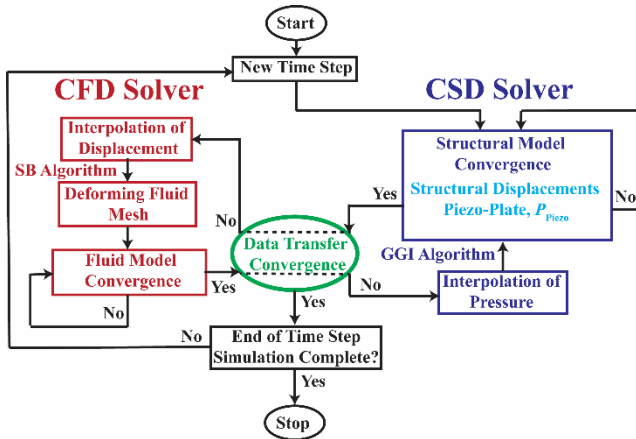 Start
New Time Step
CFD Solver
CSD Solver
Interpolation of
Displacement
SB Algorithm
Deforming Fluid
Mesh
Fluid Model
Convergence
No
Yes
No
Data Transfer
Convergence
Yes
Structural Model
Convergence
Structural Displacements
Piezo-Plate, P Piezo
No
GGI Algorithm
No
Interpolation of
Pressure
Yes
No
End of Time Step
Simulation Complete?
Yes
Stop